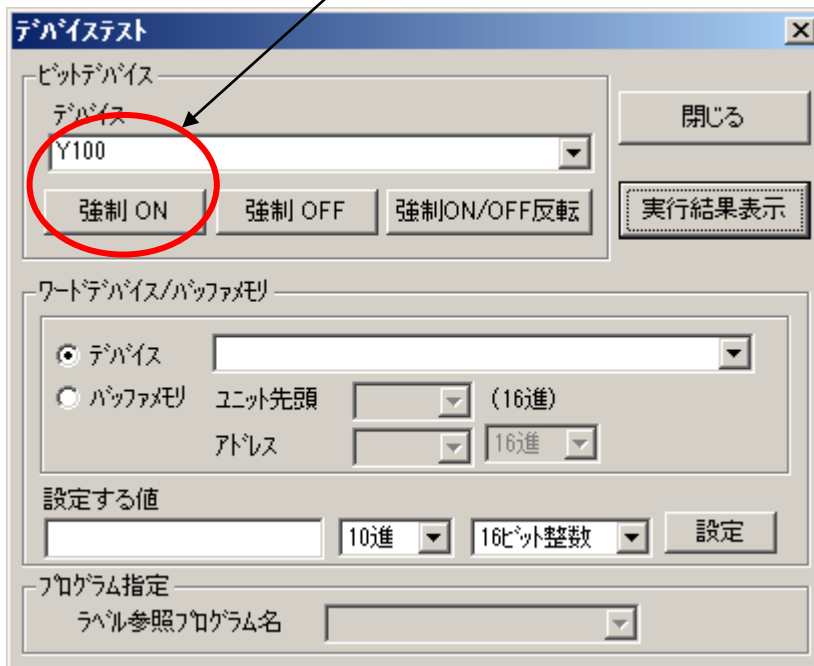 ﾃﾞﾊﾞｲｽﾃｽﾄ
ﾋﾞｯﾄﾃﾞﾊﾞｲｽ
ﾃﾞﾊﾞｲｽ
閉じる
Y100
強制 ON 強制 OFF 強制ON/OFF反転 実行結果表示
ﾜｰﾄﾞﾃﾞﾊﾞｲｽ/ﾊﾞｯﾌｧﾒﾓﾘ
ﾃﾞﾊﾞｲｽ
ﾊﾞｯﾌｧﾒﾓﾘ ﾕﾆｯﾄ先頭 (16進)
ｱﾄﾞﾚｽ 16進
設定する値
10進 16ﾋﾞｯﾄ整数 設定
ﾌﾟﾛｸﾞﾗﾑ指定
ﾗﾍﾞﾙ参照ﾌﾟﾛｸﾞﾗﾑ名